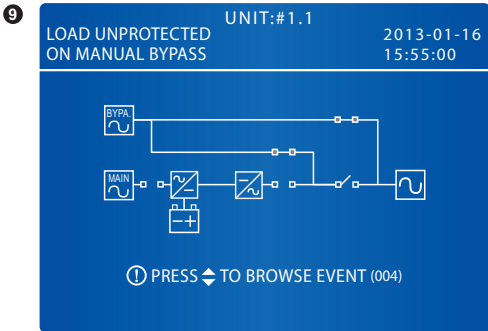 9
UNIT:#1.1
LOAD UNPROTECTED
ON MANUAL BYPASS
2013-01-16
15:55:00
BYPA.
MAIN
PRESS TO BROWSE EVENT (004)